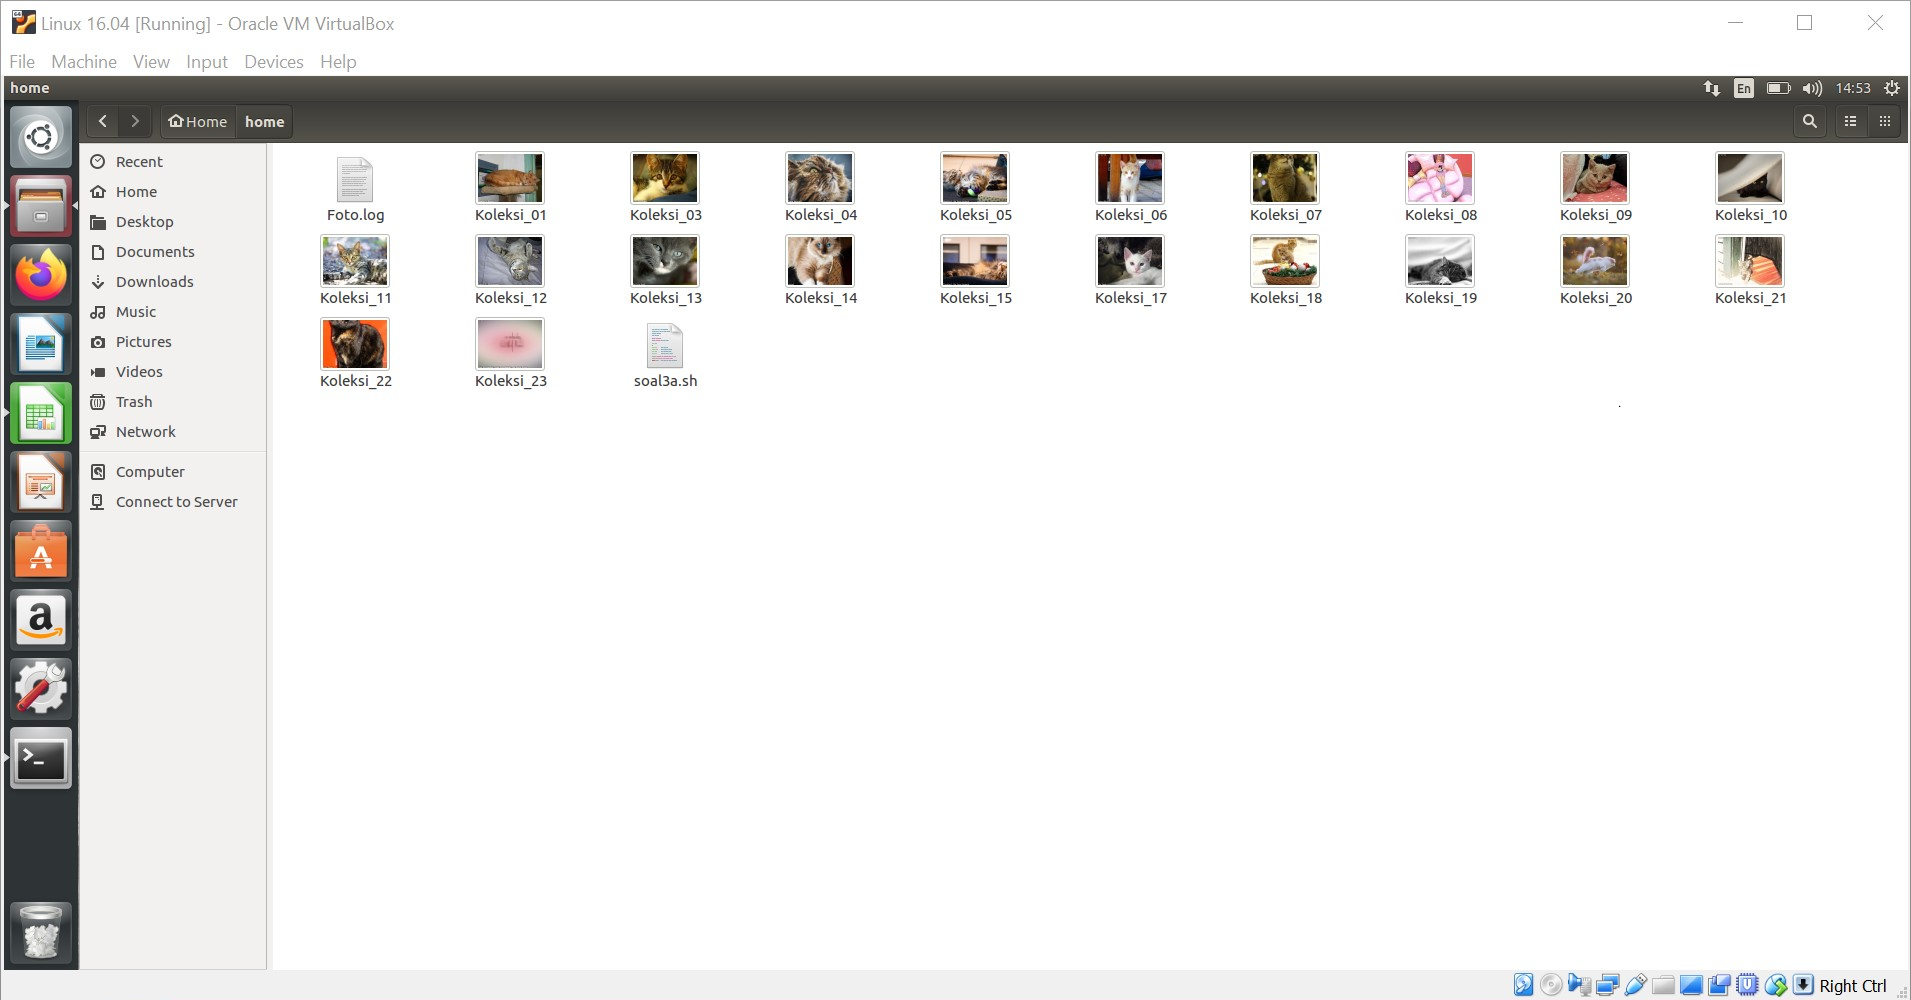 Linux 16.04 [Running] - Oracle VM VirtualBox
File Machine View Input Devices Help
home
En 14:53
Home home
Recent
Home
Desktop
Documents
Downloads
Music
Pictures
Videos
Trash
Network
Computer
Connect to Server
Foto.log Koleksi_01 Koleksi_03 Koleksi_04 Koleksi_05 Koleksi_06 Koleksi_07 Koleksi_08 Koleksi_09 Koleksi_10
Koleksi_11 Koleksi_12 Koleksi_13 Koleksi_14 Koleksi_15 Koleksi_17 Koleksi_18 Koleksi_19 Koleksi_20 Koleksi_21
Koleksi_22 Koleksi_23 soal3a.sh
Right Ctrl